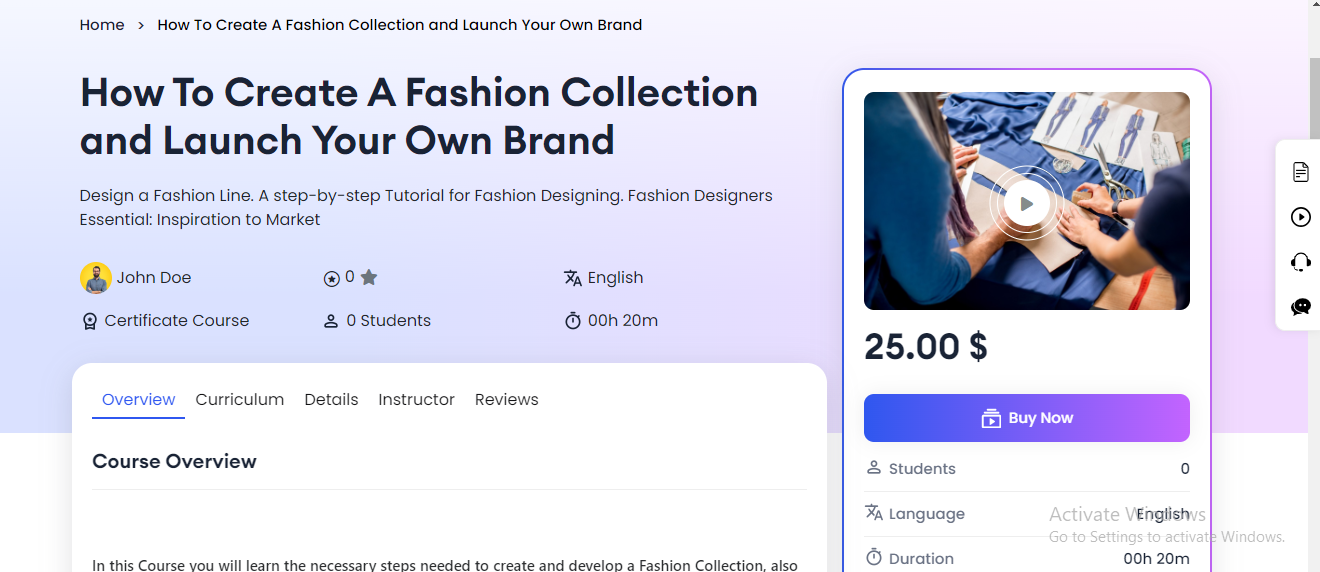 Home > How To Create A Fashion Collection and Launch Your Own Brand
How To Create A Fashion Collection
and Launch Your Own Brand
Design a Fashion Line. A step-by-step Tutorial for Fashion Designing. Fashion Designers
Essential: Inspiration to Market
John Doe
0
English
Certificate Course
0 Students
00h 20m
Overview
Curriculum
Details
Instructor
Reviews
Course Overview
In this Course you will learn the necessary steps needed to create and develop a Fashion Collection, also
25.00 $
Buy Now
Students 0
Language English
Duration 00h 20m
Activate Windows
Go to Settings to activate Windows.